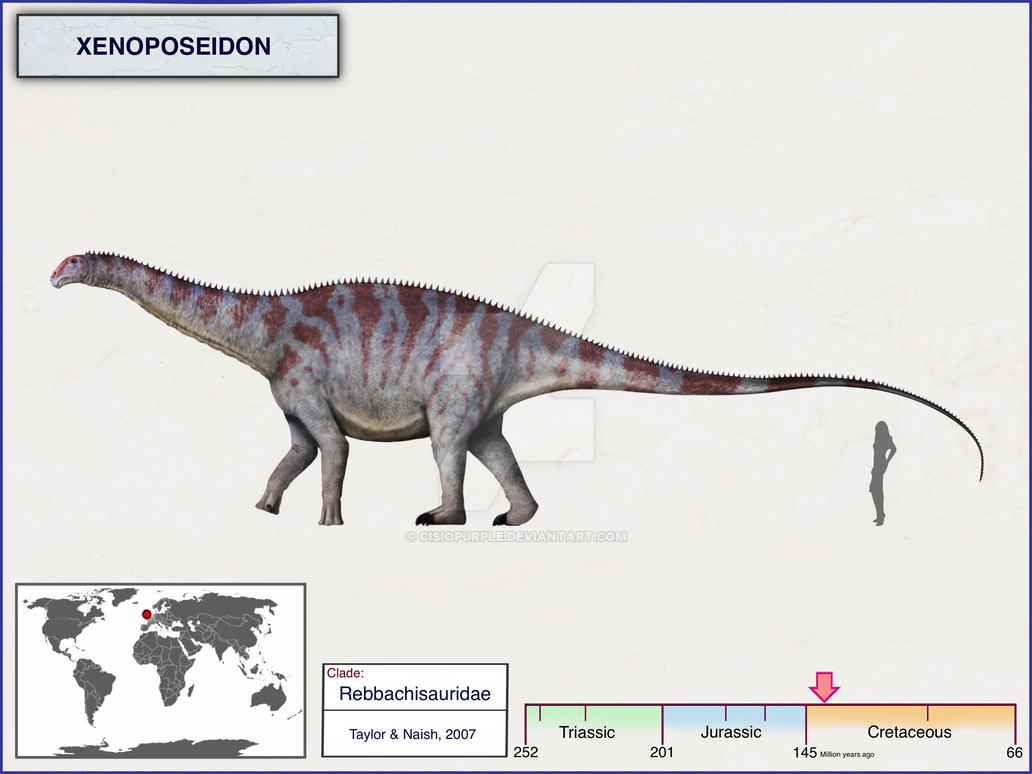 XENOPOSEIDON
© CISIOPURPLE.DEVIANTART.COM
Clade:
Rebbachisauridae
Taylor & Naish, 2007
Triassic
Jurassic
Cretaceous
252
201
145
Million years ago
66